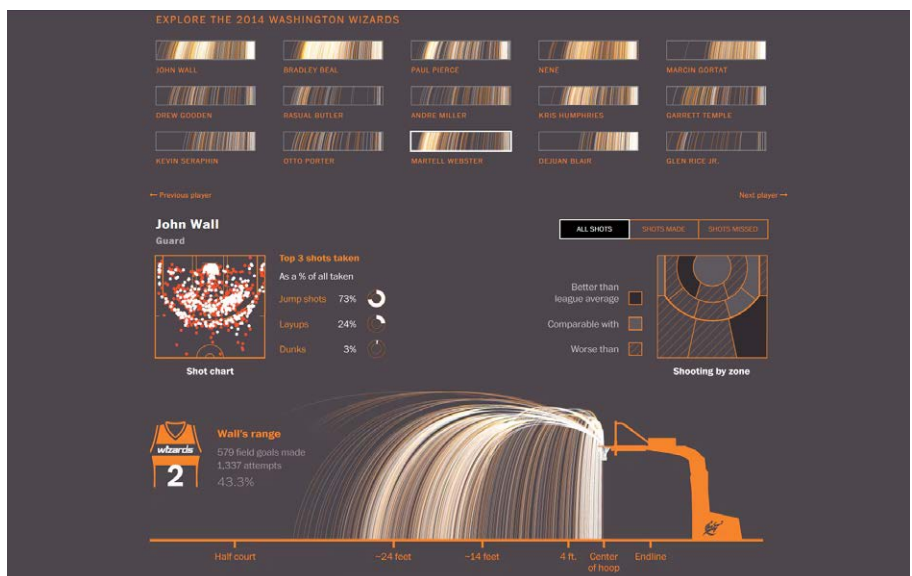 EXPLORE THE 2014 WASHINGTON WIZARDS
JOHN WALL
BRADLEY BEAL
PAUL PIERCE
NENE
MARCIN GORTAT
DREW GOODEN
RASUAL BUTLER
ANDRE MILLER
KRIS HUMPHRIES
GARRETT TEMPLE
KEVIN SERAPHIN
OTTO PORTER
MARTELL WEBSTER
DEJUAN BLAIR
GLEN RICE JR.
← Previous player
Next player →
John Wall
Guard
ALL SHOTS
SHOTS MADE
SHOTS MISSED
Top 3 shots taken
As a % of all taken
Jump shots 73%
Layups 24%
Dunks 3%
Shot chart
Better than
league average
Comparable with
Worse than
Shooting by zone
wizards
2
Wall's range
579 field goals made
1,337 attempts
43.3%
Half court
~24 feet
~14 feet
4 ft.
Center
of hoop
Endline